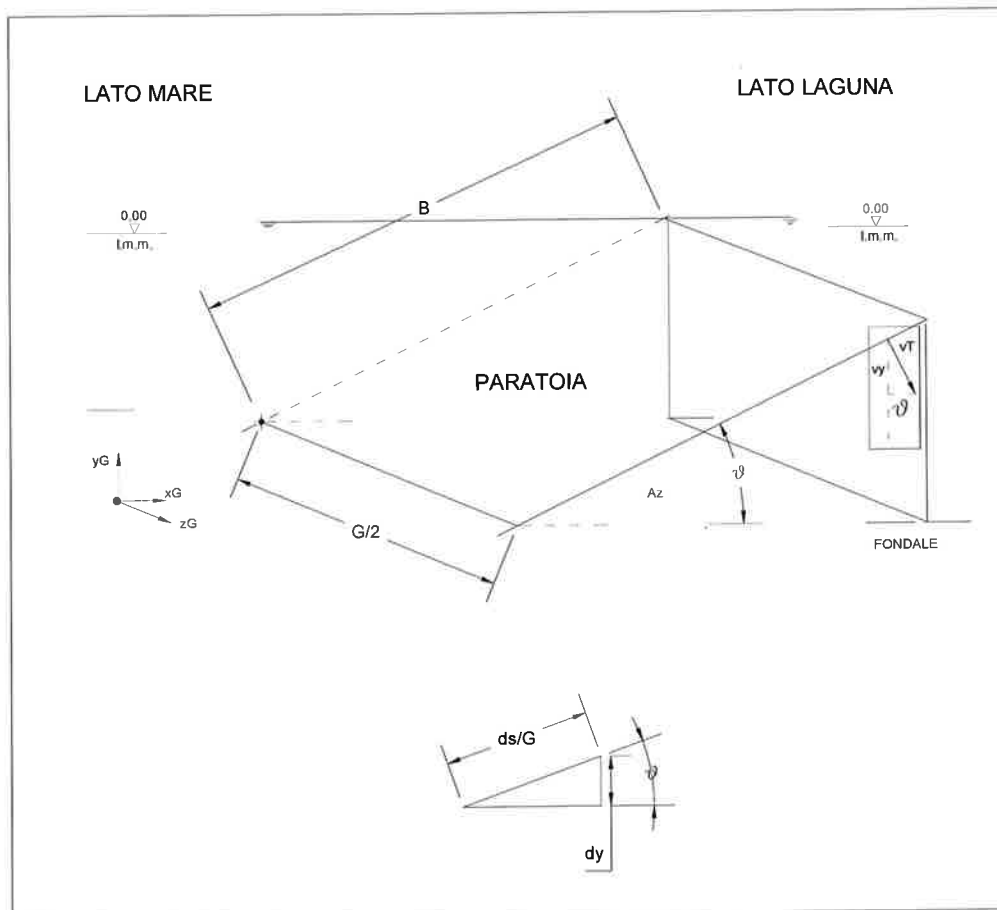 LATO MARE
LATO LAGUNA
B
0,00
l.m.m.
0,00
l.m.m.
vT
vy
ϑ
PARATOIA
yG
xG
zG
ϑ
Az
G/2
FONDALE
ds/G
ϑ
dy